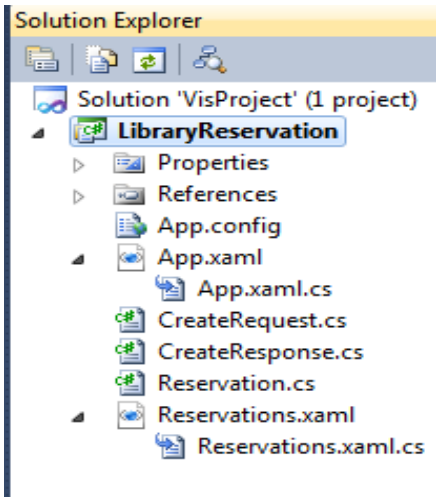 Solution Explorer
Solution 'VisProject' (1 project)
LibraryReservation
Properties
References
App.config
App.xaml
App.xaml.cs
CreateRequest.cs
CreateResponse.cs
Reservation.cs
Reservations.xaml
Reservations.xaml.cs